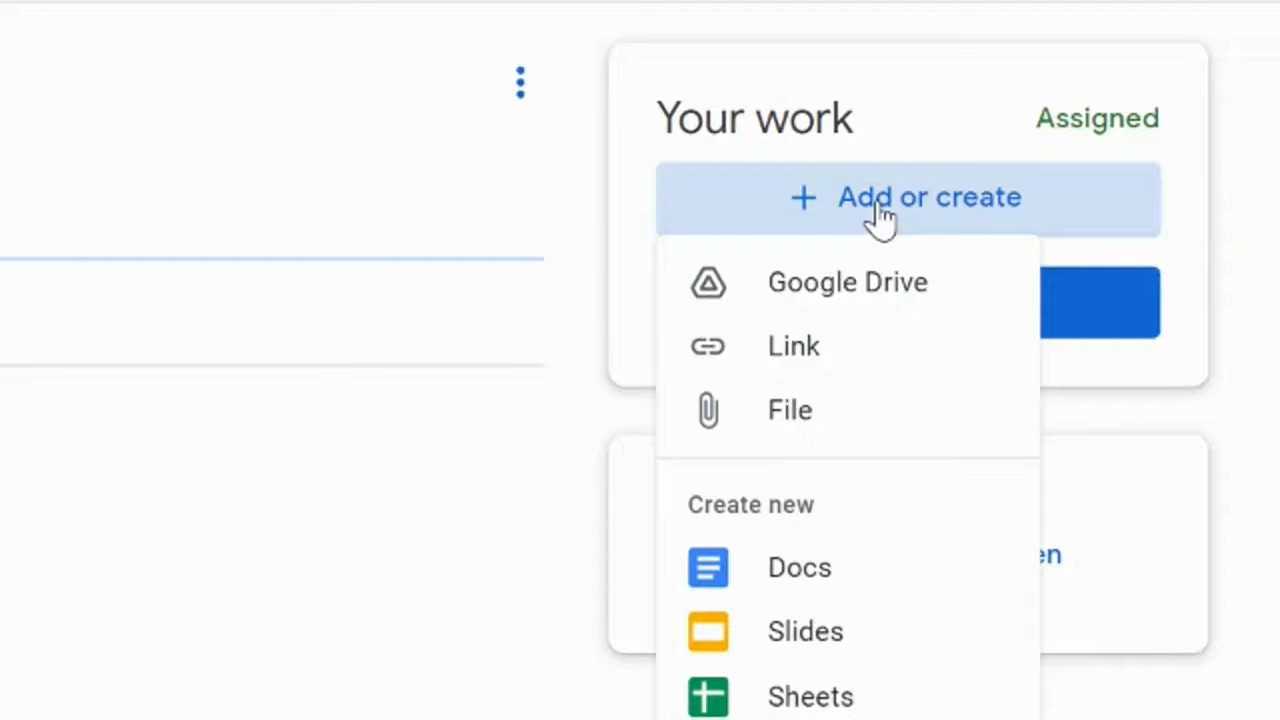 Your work
Assigned
+ Add or create
Google Drive
Link
File
Create new
Docs
Slides
Sheets